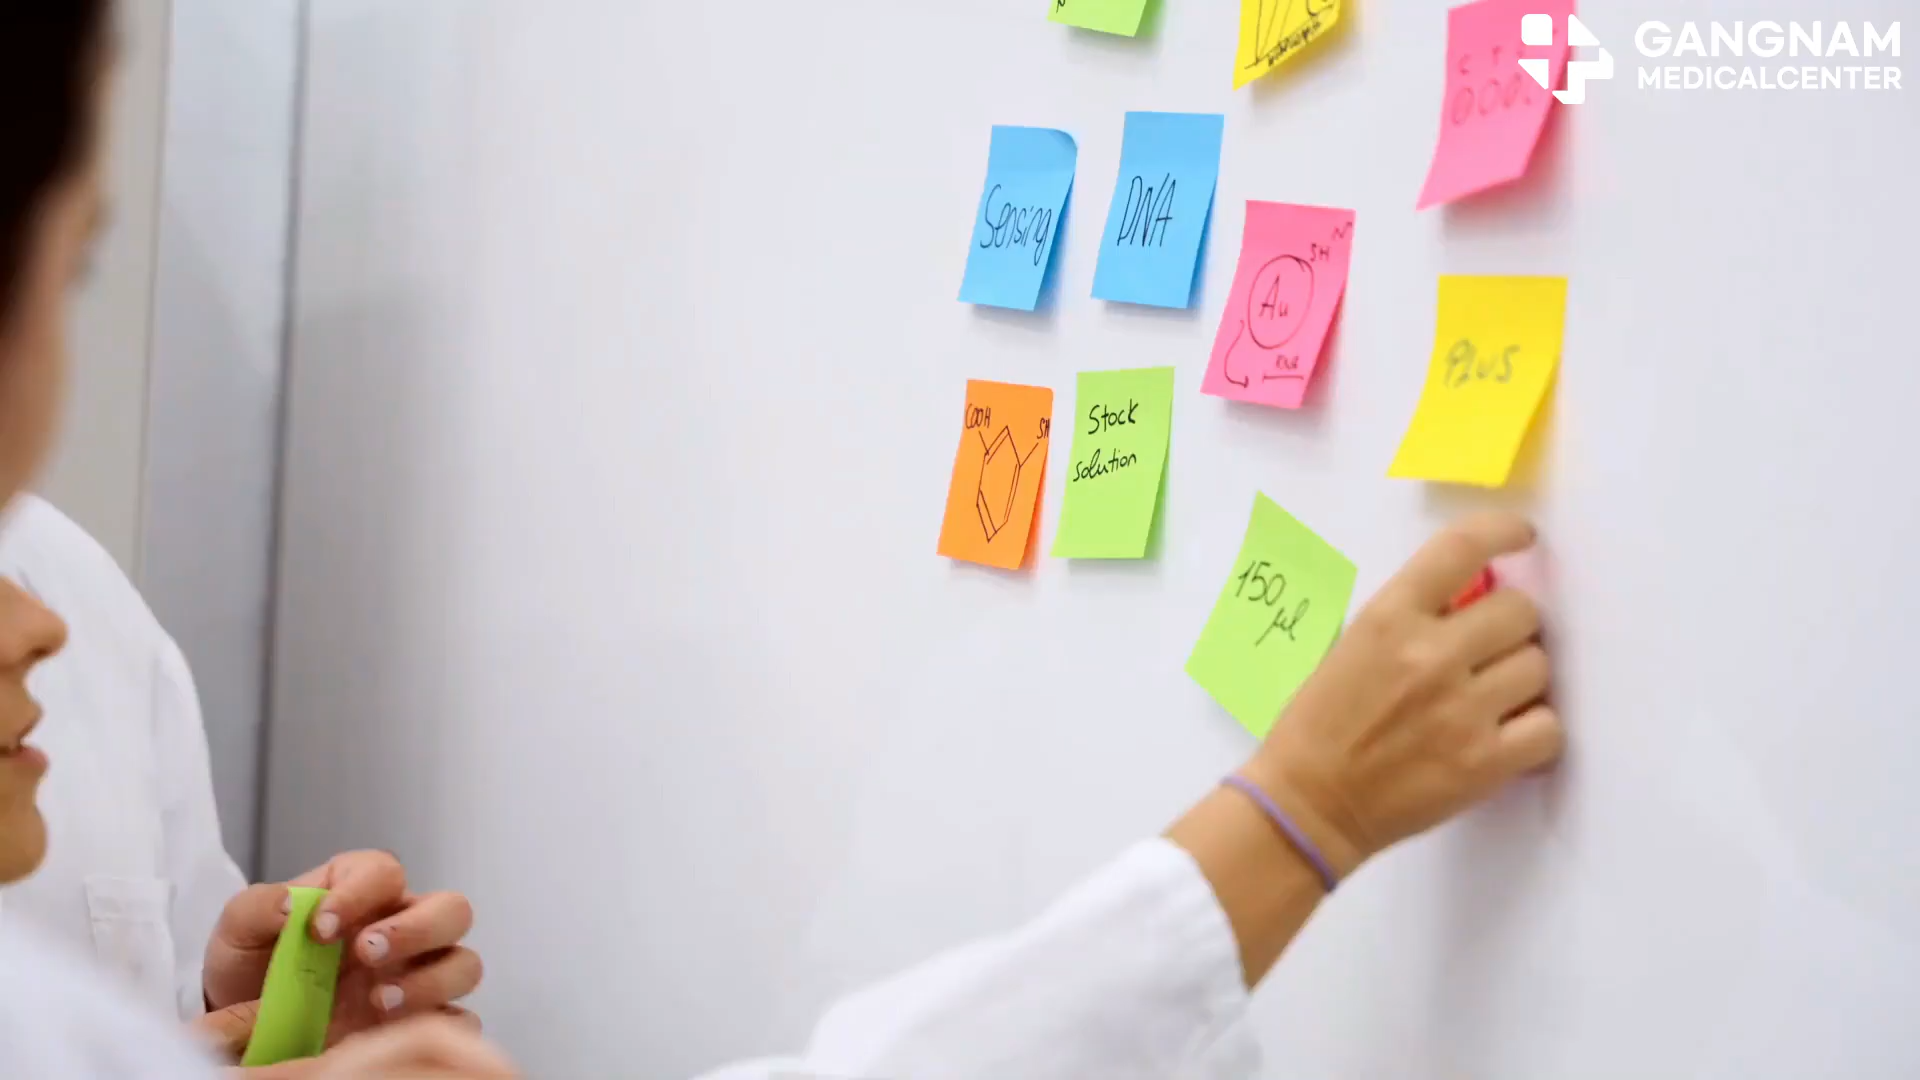 GANGNAM
MEDICALCENTER
Sensing
DNA
SH
Au
PLUS
COOH
SH
Stock
solution
150
µl